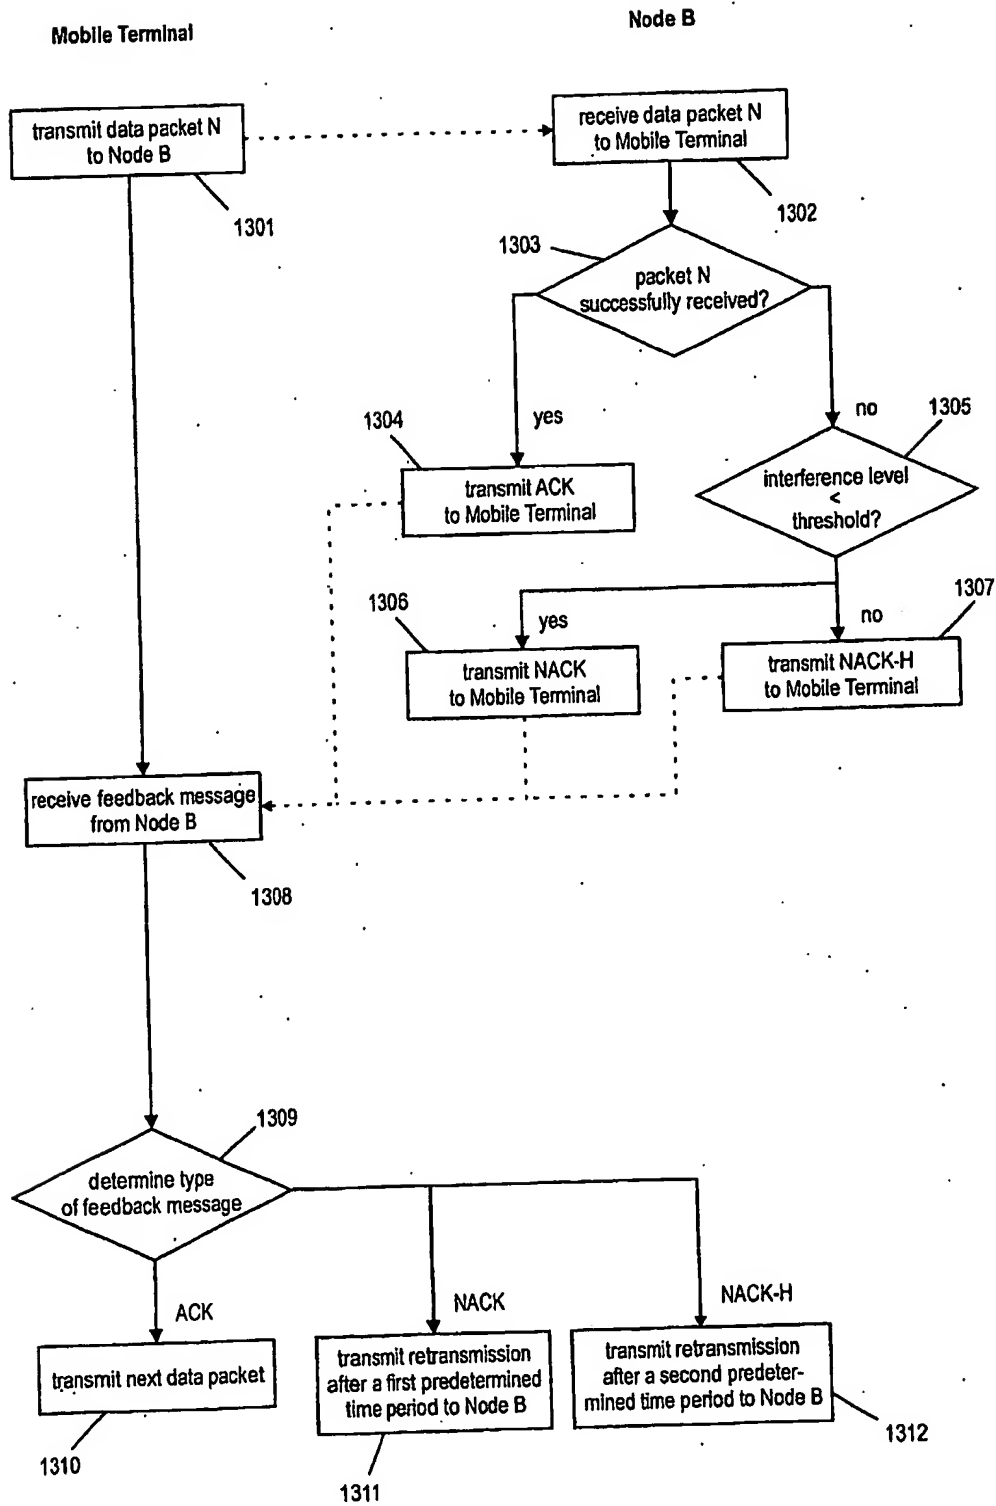 Mobile Terminal
Node B
transmit data packet N
to Node B
1301
receive data packet N
to Mobile Terminal
1302
1303
packet N
successfully received?
yes
no
1304
transmit ACK
to Mobile Terminal
1305
interference level
<
threshold?
yes
no
1306
transmit NACK
to Mobile Terminal
1307
transmit NACK-H
to Mobile Terminal
receive feedback message
from Node B
1308
1309
determine type
of feedback message
ACK
NACK
NACK-H
transmit next data packet
1310
transmit retransmission
after a first predetermined
time period to Node B
1311
transmit retransmission
after a second predeter-
mined time period to Node B
1312